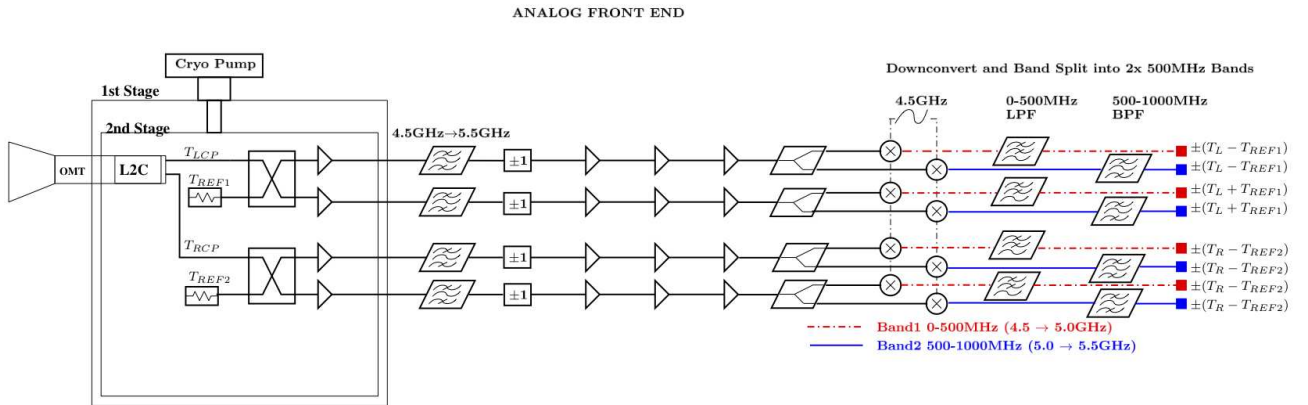 ANALOG FRONT END
Cryo Pump
Downconvert and Band Split into 2x 500MHz Bands
1st Stage
4.5GHz
0-500MHz
LPF
500-1000MHz
BPF
2nd Stage
4.5GHz→5.5GHz
OMT
L2C
T_LCP
T_REF1
±1
±(T_L − T_REF1)
±(T_L − T_REF1)
±1
±(T_L + T_REF1)
±(T_L + T_REF1)
T_RCP
T_REF2
±1
±(T_R − T_REF2)
±(T_R − T_REF2)
±1
±(T_R − T_REF2)
±(T_R − T_REF2)
Band1 0-500MHz (4.5 → 5.0GHz)
Band2 500-1000MHz (5.0 → 5.5GHz)